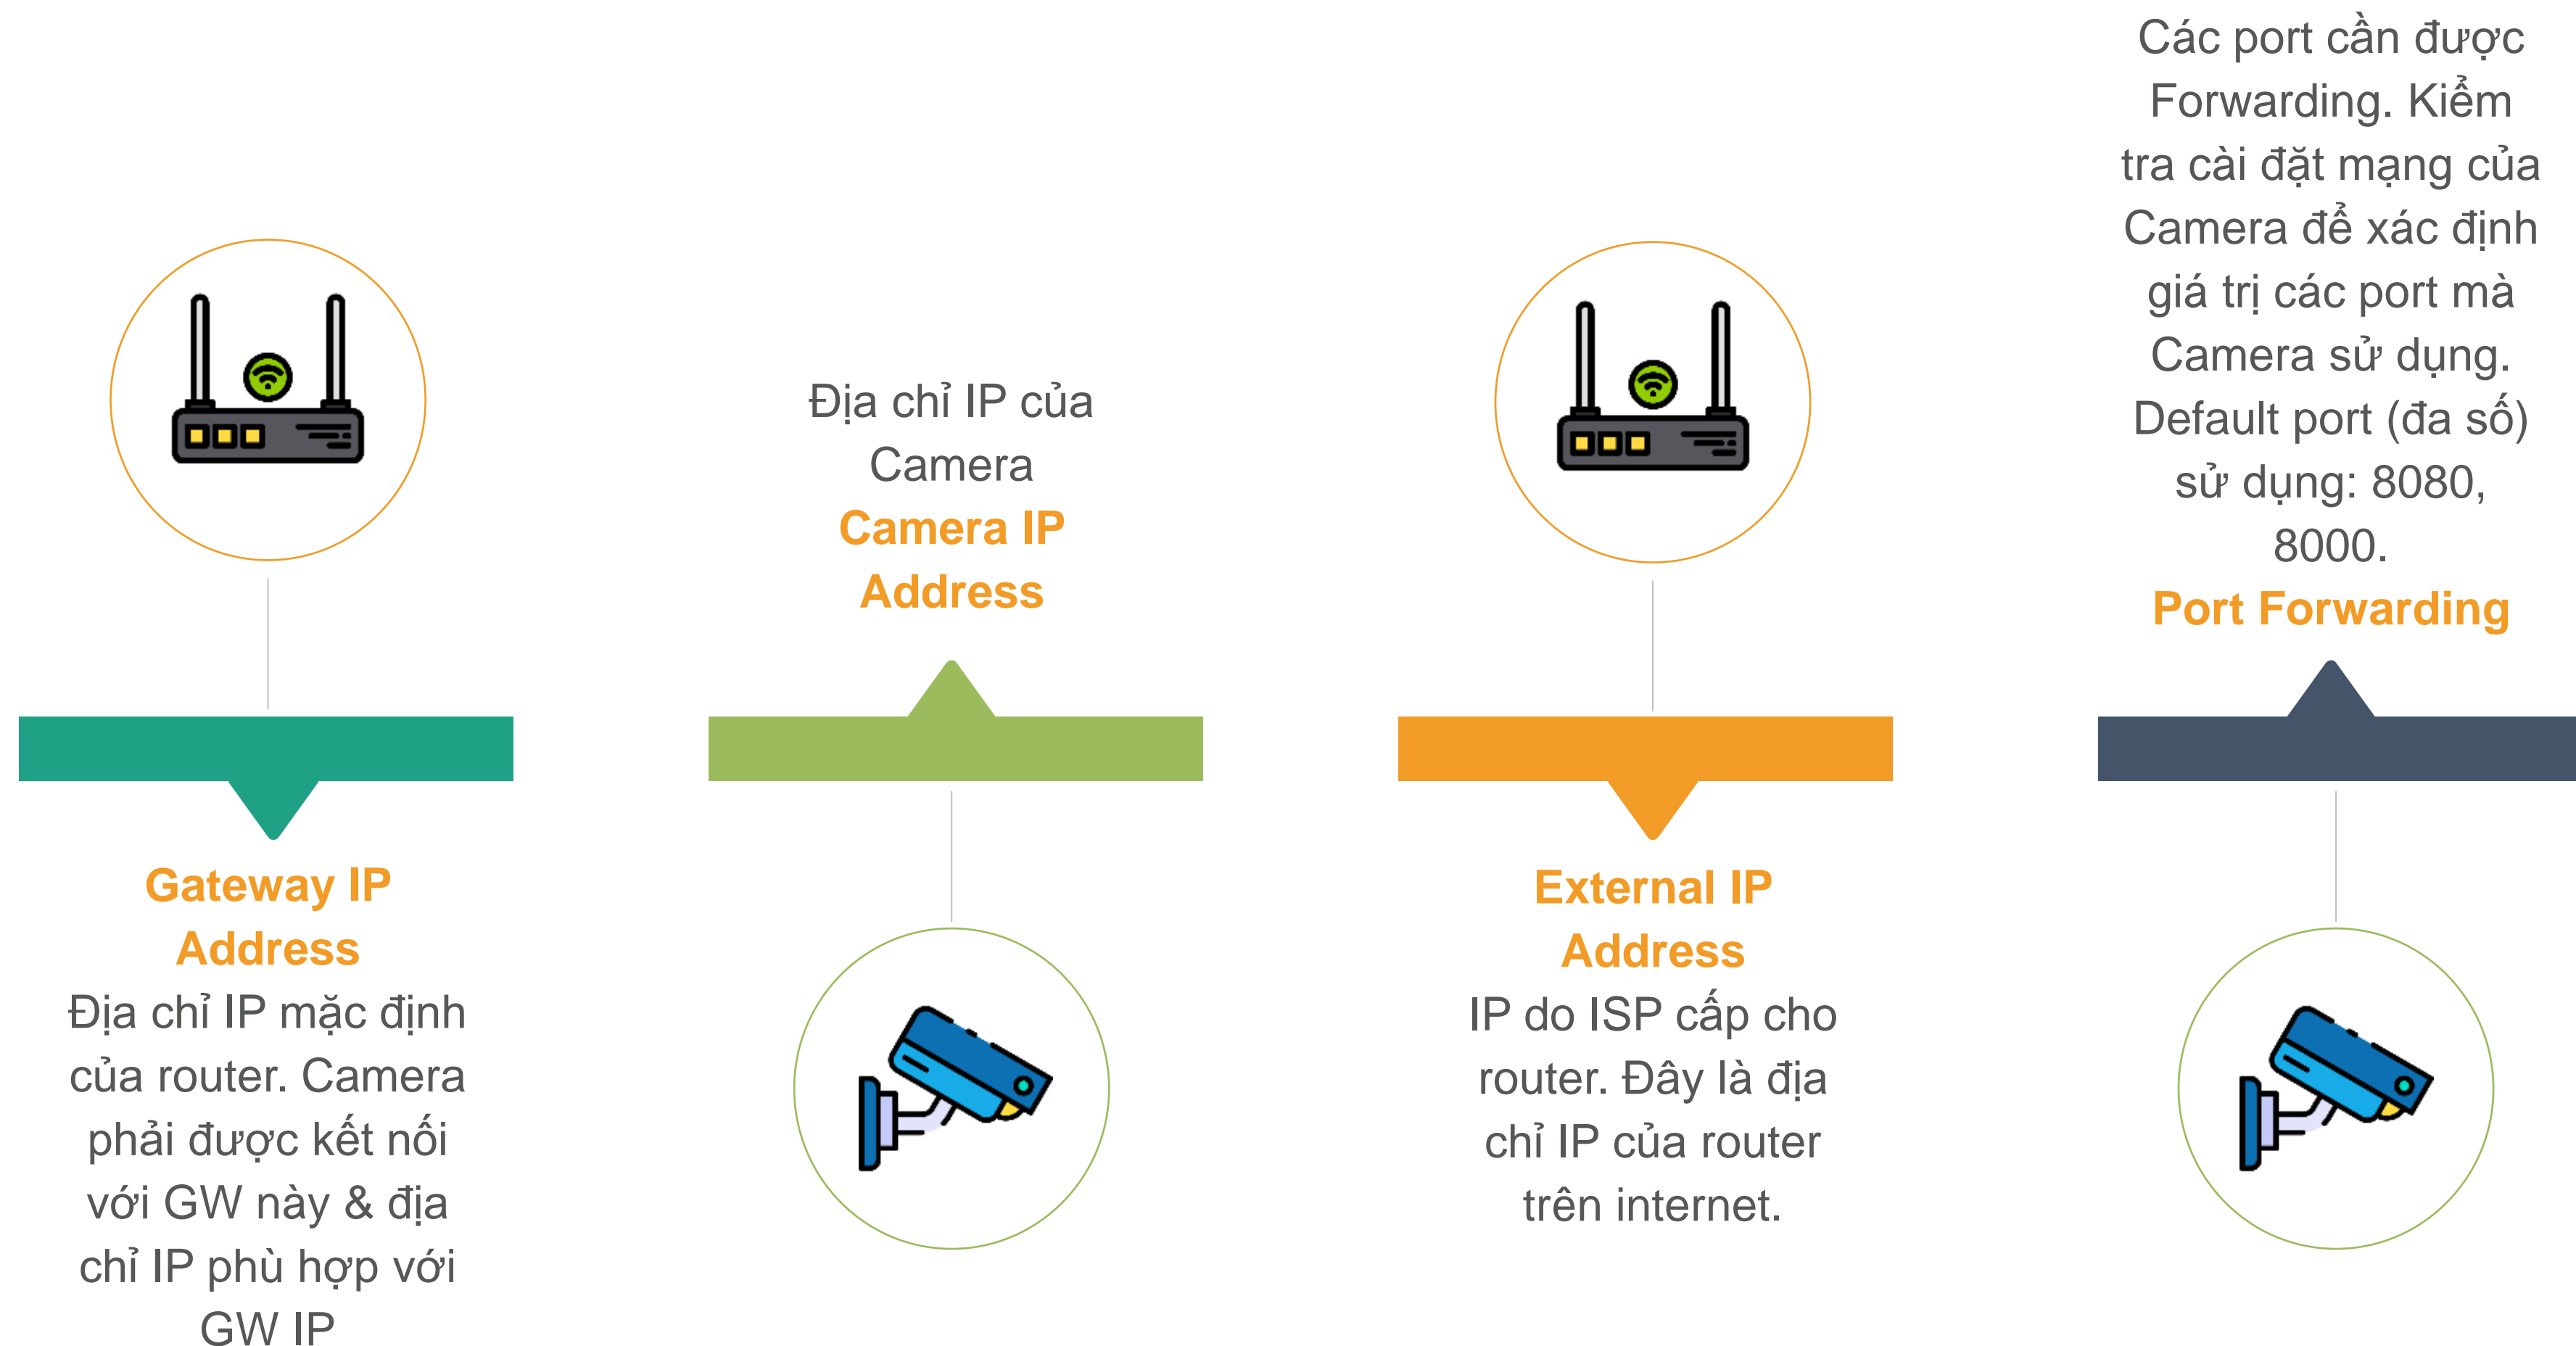 Gateway IP
Address
Địa chỉ IP mặc định
của router. Camera
phải được kết nối
với GW này & địa
chỉ IP phù hợp với
GW IP
Địa chỉ IP của
Camera
Camera IP
Address
External IP
Address
IP do ISP cấp cho
router. Đây là địa
chỉ IP của router
trên internet.
Các port cần được
Forwarding. Kiểm
tra cài đặt mạng của
Camera để xác định
giá trị các port mà
Camera sử dụng.
Default port (đa số)
sử dụng: 8080,
8000.
Port Forwarding